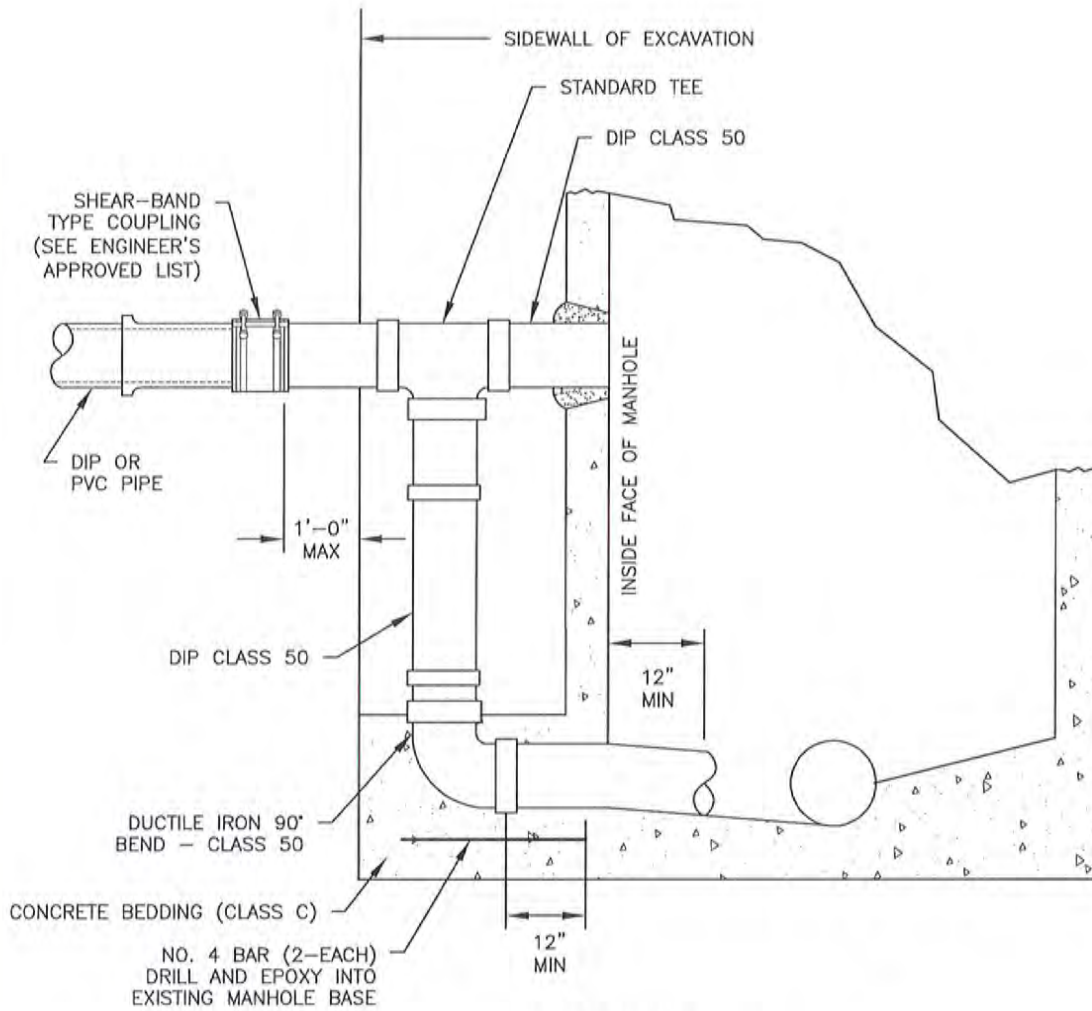 SIDEWALL OF EXCAVATION
STANDARD TEE
DIP CLASS 50
SHEAR-BAND
TYPE COUPLING
(SEE ENGINEER'S
APPROVED LIST)
INSIDE FACE OF MANHOLE
DIP OR
PVC PIPE
1'-0"
MAX
DIP CLASS 50
12"
MIN
DUCTILE IRON 90°
BEND - CLASS 50
CONCRETE BEDDING (CLASS C)
12"
MIN
NO. 4 BAR (2-EACH)
DRILL AND EPOXY INTO
EXISTING MANHOLE BASE